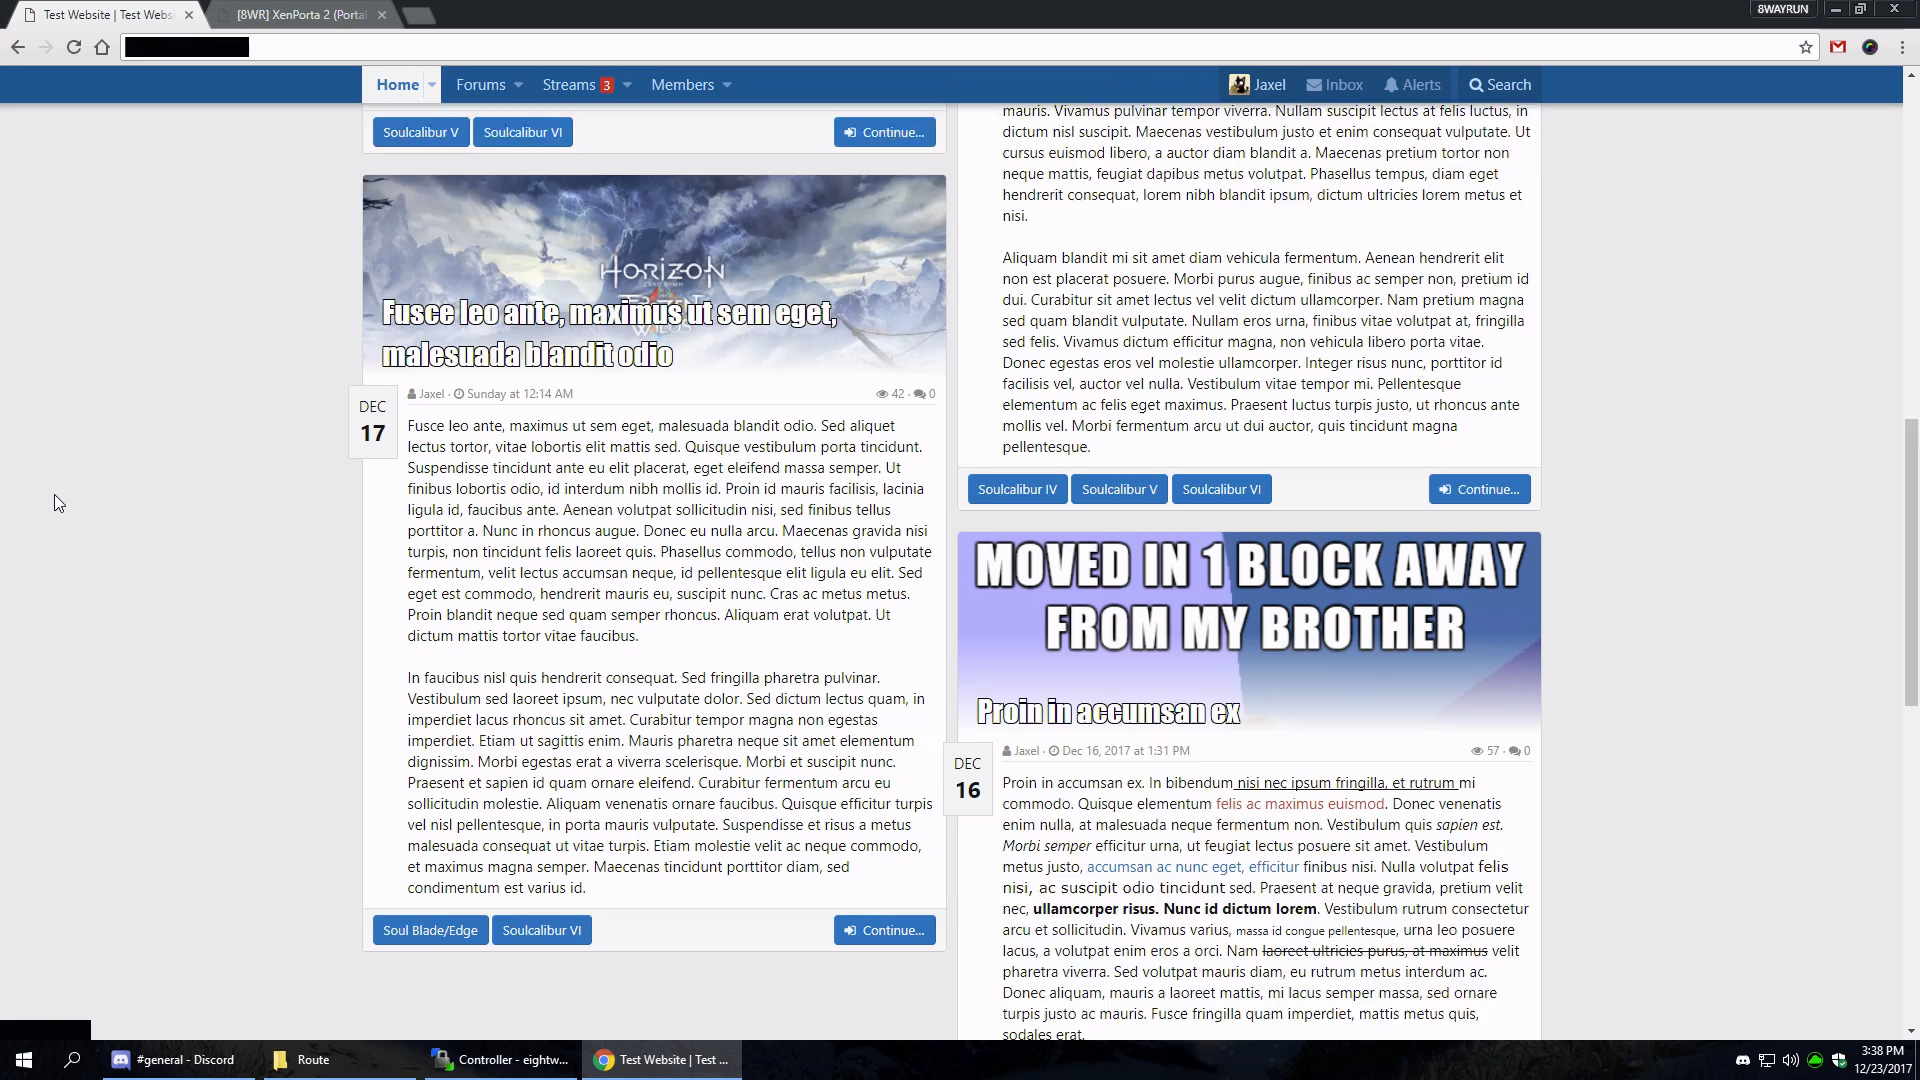 Test Website | Test Webs
[8WR] XenPorta 2 (Porta
8WAYRUN
Home
Forums
Streams 3
Members
Jaxel
Inbox
Alerts
Search
Soulcalibur V
Soulcalibur VI
Continue...
HORIZON
ZERO DAWN
Fusce leo ante, maximus ut sem eget,
malesuada blandit odio
DEC
17
Jaxel · Sunday at 12:14 AM
42 · 0
Fusce leo ante, maximus ut sem eget, malesuada blandit odio. Sed aliquet
lectus tortor, vitae lobortis elit mattis sed. Quisque vestibulum porta tincidunt.
Suspendisse tincidunt ante eu elit placerat, eget eleifend massa semper. Ut
finibus lobortis odio, id interdum nibh mollis id. Proin id mauris facilisis, lacinia
ligula id, faucibus ante. Aenean volutpat sollicitudin nisi, sed finibus tellus
porttitor a. Nunc in rhoncus augue. Donec eu nulla arcu. Maecenas gravida nisi
turpis, non tincidunt felis laoreet quis. Phasellus commodo, tellus non vulputate
fermentum, velit lectus accumsan neque, id pellentesque elit ligula eu elit. Sed
eget est commodo, hendrerit mauris eu, suscipit nunc. Cras ac metus metus.
Proin blandit neque sed quam semper rhoncus. Aliquam erat volutpat. Ut
dictum mattis tortor vitae faucibus.
In faucibus nisl quis hendrerit consequat. Sed fringilla pharetra pulvinar.
Vestibulum sed laoreet ipsum, nec vulputate dolor. Sed dictum lectus quam, in
imperdiet lacus rhoncus sit amet. Curabitur tempor magna non egestas
imperdiet. Etiam ut sagittis enim. Mauris pharetra neque sit amet elementum
dignissim. Morbi egestas erat a viverra scelerisque. Morbi et suscipit nunc.
Praesent et sapien id quam ornare eleifend. Curabitur fermentum arcu eu
sollicitudin molestie. Aliquam venenatis ornare faucibus. Quisque efficitur turpis
vel nisl pellentesque, in porta mauris vulputate. Suspendisse et risus a metus
malesuada consequat ut vitae turpis. Etiam molestie velit ac neque commodo,
et maximus magna semper. Maecenas tincidunt porttitor diam, sed
condimentum est varius id.
Soul Blade/Edge
Soulcalibur VI
Continue...
mauris. Vivamus pulvinar tempor viverra. Nullam suscipit lectus at felis luctus, in
dictum nisl suscipit. Maecenas vestibulum justo et enim consequat vulputate. Ut
cursus euismod libero, a auctor diam blandit a. Maecenas pretium tortor non
neque mattis, feugiat dapibus metus volutpat. Phasellus tempus, diam eget
hendrerit consequat, lorem nibh blandit ipsum, dictum ultricies lorem metus et
nisi.
Aliquam blandit mi sit amet diam vehicula fermentum. Aenean hendrerit elit
non est placerat posuere. Morbi purus augue, finibus ac semper non, pretium id
dui. Curabitur sit amet lectus vel velit dictum ullamcorper. Nam pretium magna
sed quam blandit vulputate. Nullam eros urna, finibus vitae volutpat at, fringilla
sed felis. Vivamus dictum efficitur magna, non vehicula libero porta vitae.
Donec egestas eros vel molestie ullamcorper. Integer risus nunc, porttitor id
facilisis vel, auctor vel nulla. Vestibulum vitae tempor mi. Pellentesque
elementum ac felis eget maximus. Praesent luctus turpis justo, ut rhoncus ante
mollis vel. Morbi fermentum arcu ut dui auctor, quis tincidunt magna
pellentesque.
Soulcalibur IV
Soulcalibur V
Soulcalibur VI
Continue...
MOVED IN 1 BLOCK AWAY
FROM MY BROTHER
Proin in accumsan ex
DEC
16
Jaxel · Dec 16, 2017 at 1:31 PM
57 · 0
Proin in accumsan ex. In bibendum nisi nec ipsum fringilla, et rutrum mi
commodo. Quisque elementum felis ac maximus euismod. Donec venenatis
enim nulla, at malesuada neque fermentum non. Vestibulum quis sapien est.
Morbi semper efficitur urna, ut feugiat lectus posuere sit amet. Vestibulum
metus justo, accumsan ac nunc eget, efficitur finibus nisi. Nulla volutpat felis
nisi, ac suscipit odio tincidunt sed. Praesent at neque gravida, pretium velit
nec, ullamcorper risus. Nunc id dictum lorem. Vestibulum rutrum consectetur
arcu et sollicitudin. Vivamus varius, massa id congue pellentesque, urna leo posuere
lacus, a volutpat enim eros a orci. Nam laoreet ultricies purus, at maximus velit
pharetra viverra. Sed volutpat mauris diam, eu rutrum metus interdum ac.
Donec aliquam, mauris a laoreet mattis, mi lacus semper massa, sed ornare
turpis justo ac mauris. Fusce fringilla quam imperdiet, mattis metus quis,
sodales erat.
#general - Discord
Route
Controller - eightw...
Test Website | Test ...
3:38 PM
12/23/2017